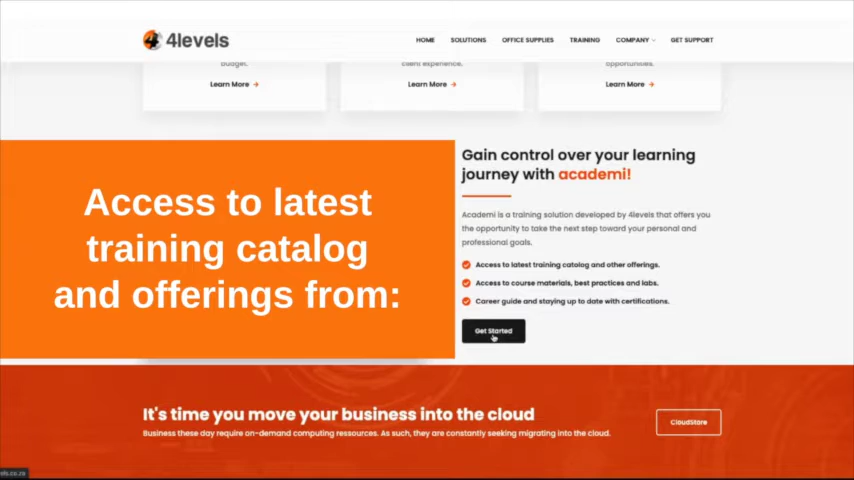 4levels
HOME SOLUTIONS OFFICE SUPPLIES TRAINING COMPANY GET SUPPORT
budget. client experience. opportunities.
Learn More → Learn More → Learn More →
Access to latest
training catalog
and offerings from:
Gain control over your learning
journey with academi!
Academi is a training solution developed by 4levels that offers you
the opportunity to take the next step toward your personal and
professional goals.
Access to latest training catalog and other offerings.
Access to course materials, best practices and labs.
Career guide and staying up to date with certifications.
Get Started
It's time you move your business into the cloud
Business these day require on-demand computing ressources. As such, they are constantly seeking migrating into the cloud.
CloudStore
els.co.za